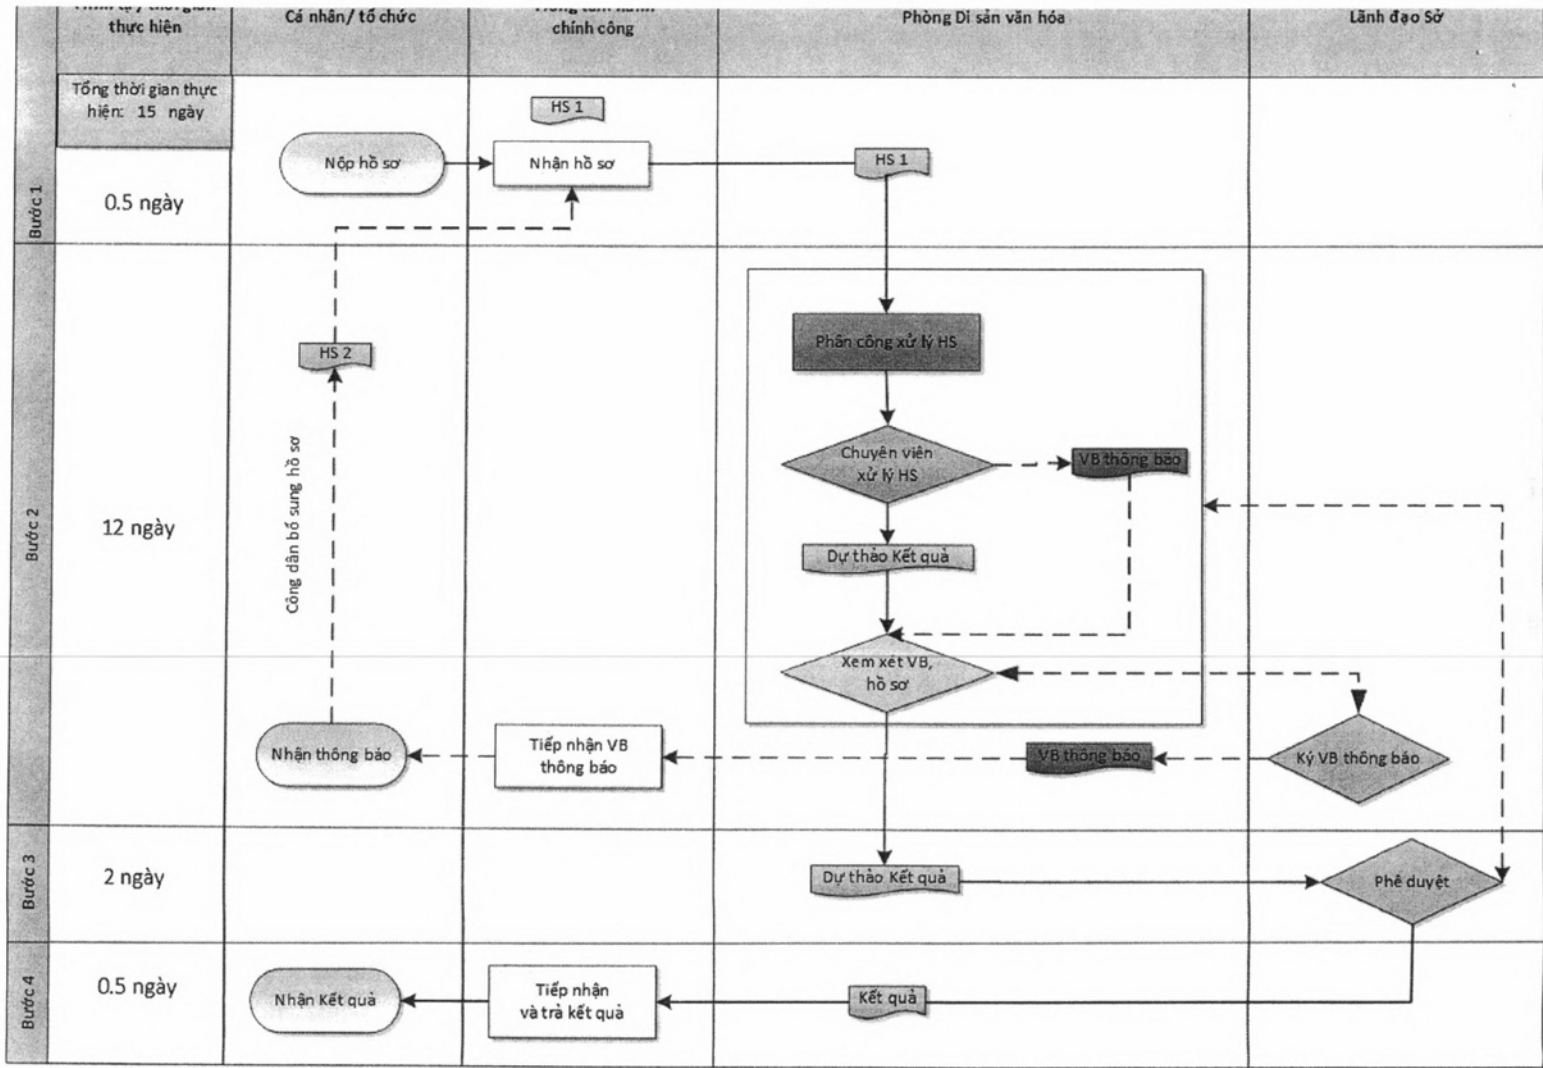 thực hiện
Cá nhân/ tổ chức
chính công
Phòng Di sản văn hóa
Lãnh đạo Sở
Tổng thời gian thực
hiện: 15 ngày
HS 1
Nộp hồ sơ
Nhận hồ sơ
HS 1
Bước 1
0.5 ngày
Phân công xử lý HS
HS 2
Chuyên viên
xử lý HS
VB thông báo
Công dân bổ sung hồ sơ
Bước 2
12 ngày
Dự thảo Kết quả
Xem xét VB,
hồ sơ
Nhận thông báo
Tiếp nhận VB
thông báo
VB thông báo
Ký VB thông báo
Bước 3
2 ngày
Dự thảo Kết quả
Phê duyệt
Bước 4
0.5 ngày
Nhận Kết quả
Tiếp nhận
và trả kết quả
Kết quả